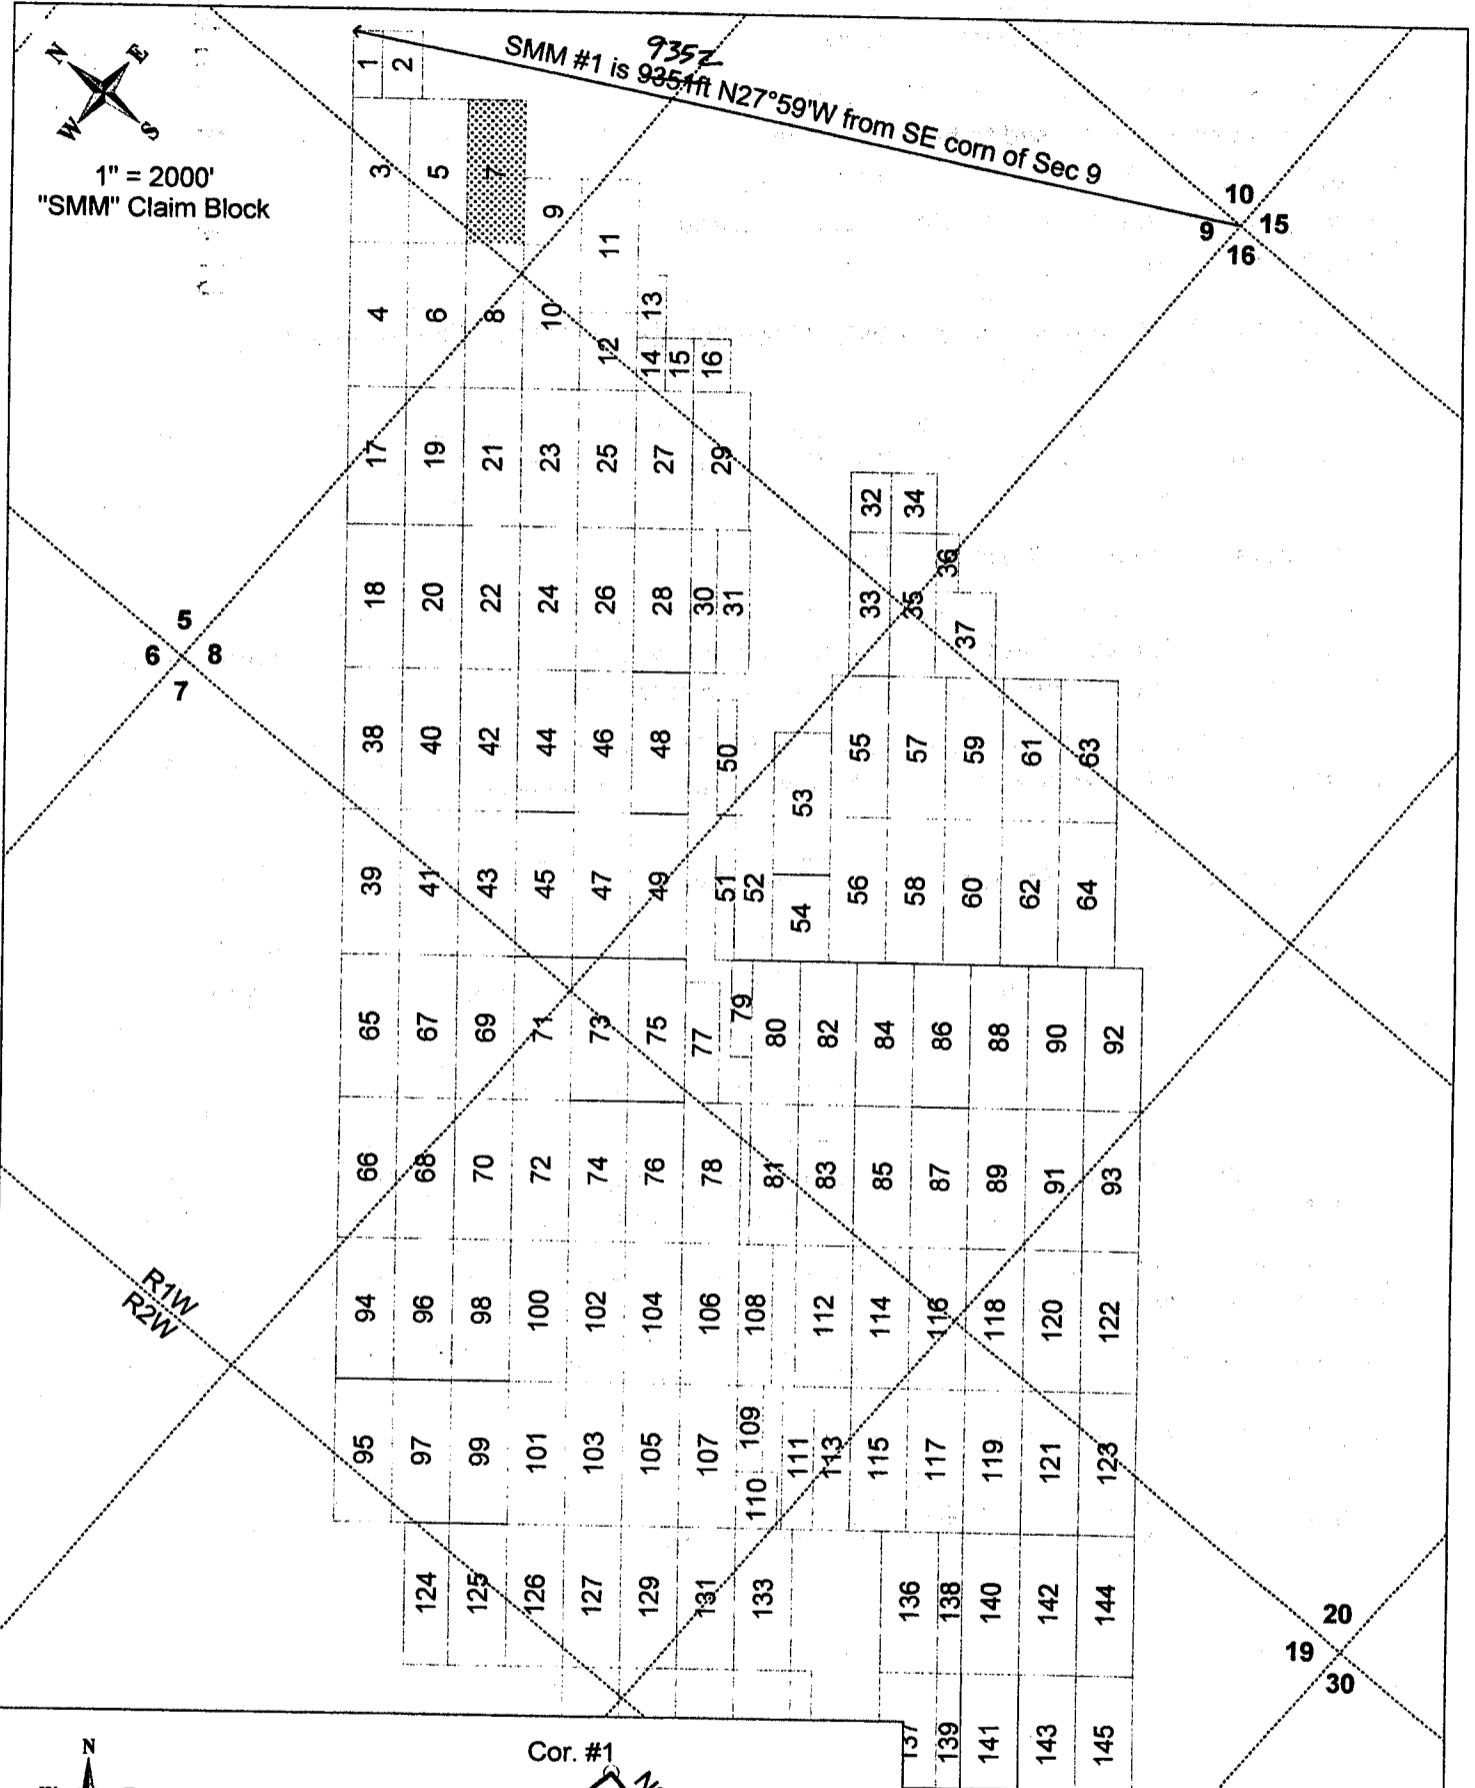 N E
W S
1" = 2000'
"SMM" Claim Block
9352
SMM #1 is 9351ft N27°59'W from SE corn of Sec 9
1 2
3 5 7 9 11
10
9 15
16
4 6 8 10 12 13
14 15 16
17 19 21 23 25 27 29
32 34
18 20 22 24 26 28 30 31
33 35 36 37
5
6 8
7
38 40 42 44 46 48 50 53 55 57 59 61 63
39 41 43 45 47 49 51 52 54 56 58 60 62 64
65 67 69 71 73 75 77 79 80 82 84 86 88 90 92
66 68 70 72 74 76 78 81 83 85 87 89 91 93
R1W
R2W
94 96 98 100 102 104 106 108 112 114 116 118 120 122
95 97 99 101 103 105 107 109 110 111 113 115 117 119 121 123
124 125 126 127 129 131 133 136 138 140 142 144
20
19
30
137 139 141 143 145
N
Cor. #1